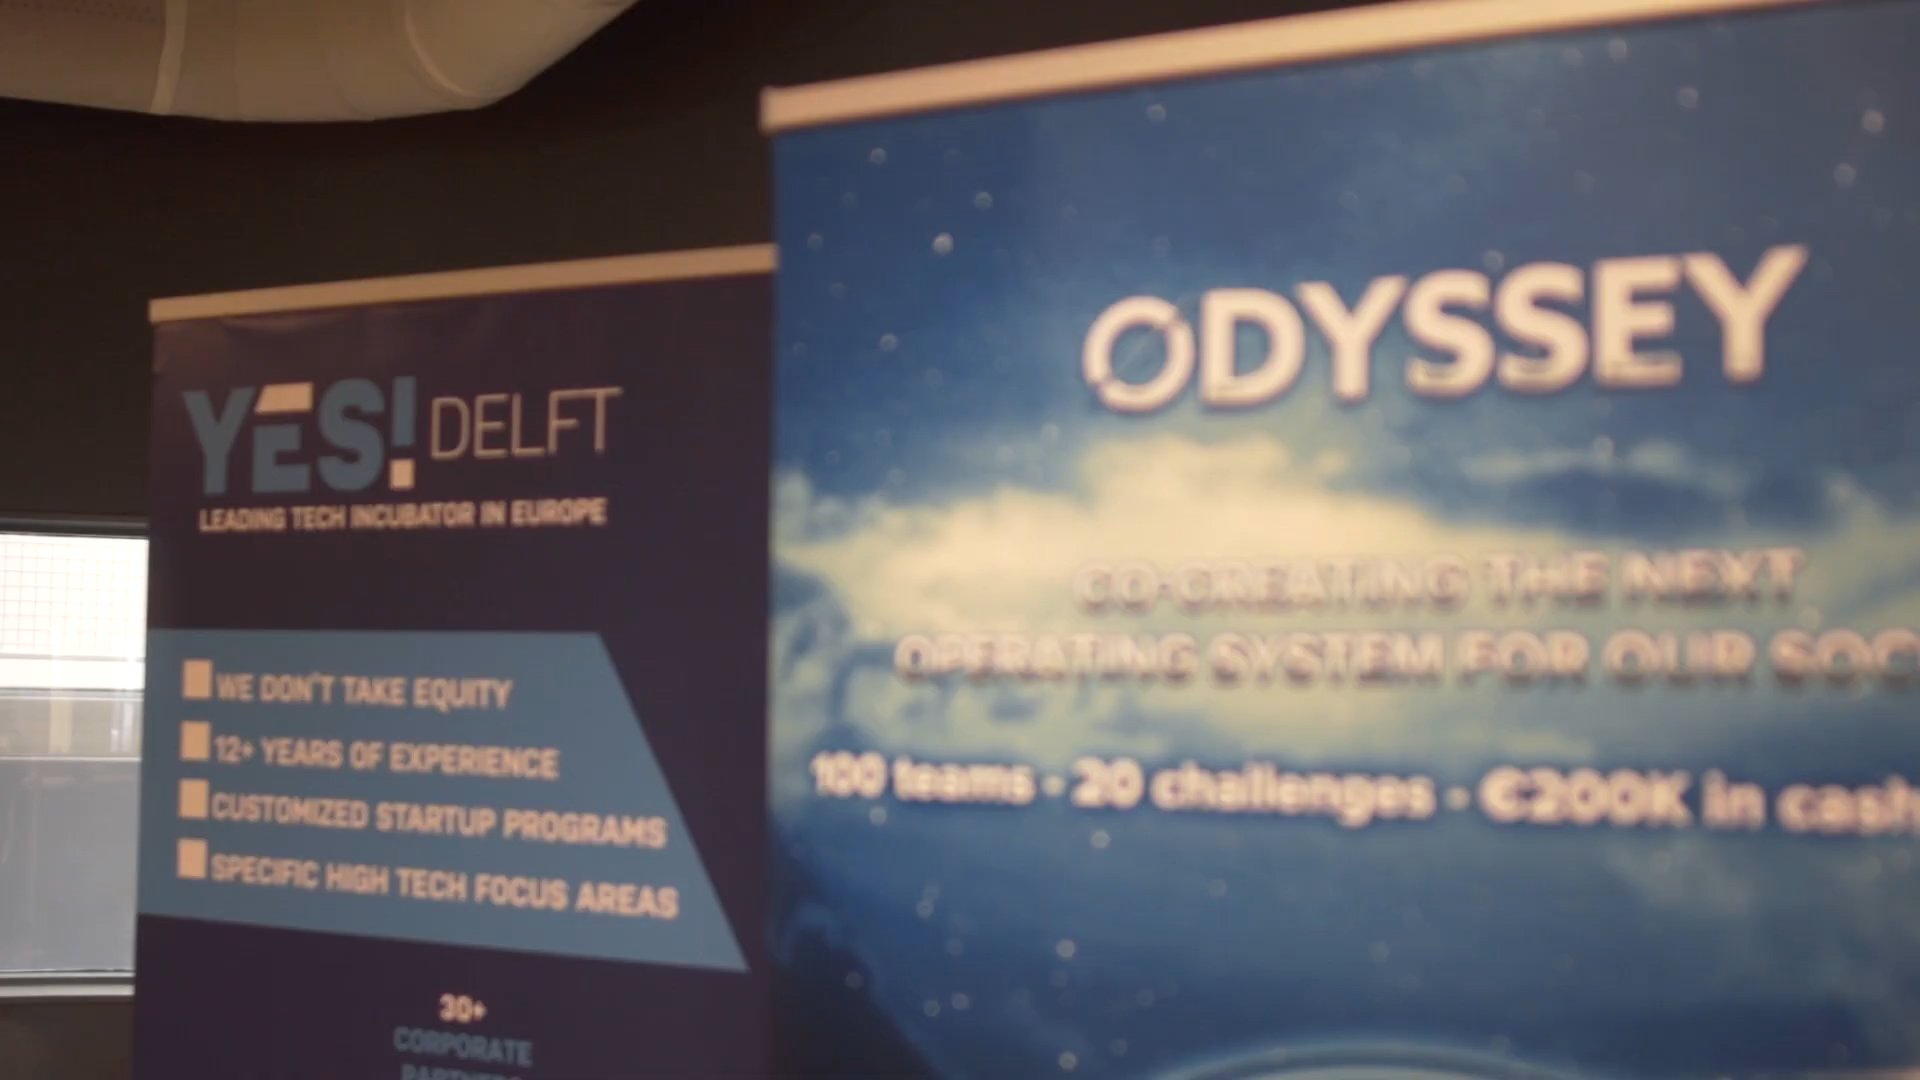 YES! DELFT
LEADING TECH INCUBATOR IN EUROPE
WE DON'T TAKE EQUITY
12+ YEARS OF EXPERIENCE
CUSTOMIZED STARTUP PROGRAMS
SPECIFIC HIGH TECH FOCUS AREAS
30+
CORPORATE
ODYSSEY
CO-CREATING THE NEXT
OPERATING SYSTEM FOR OUR
100 teams - 20 challenges - €200K in cash